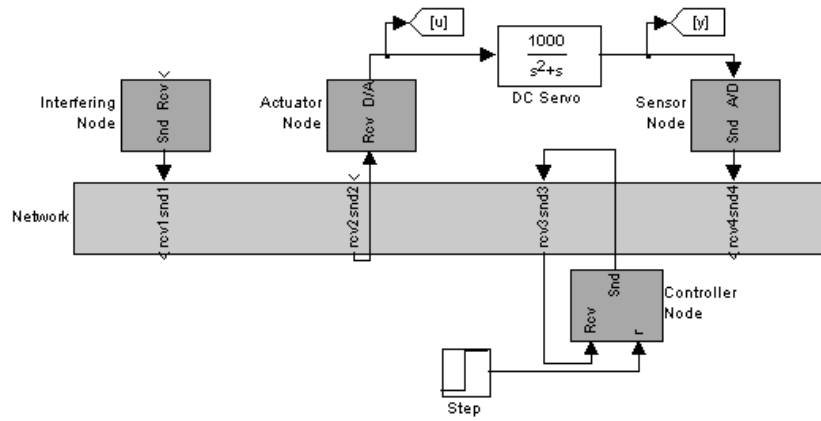 [u]
[y]
1000
s²+s
DC Servo
Interfering
Node
Snd Rcv
Actuator
Node
Rcv D/A
Sensor
Node
Snd A/D
Network
rcv1snd1
rcv2snd2
rcv3snd3
rcv4snd4
Snd
Rcv
r
Controller
Node
Step